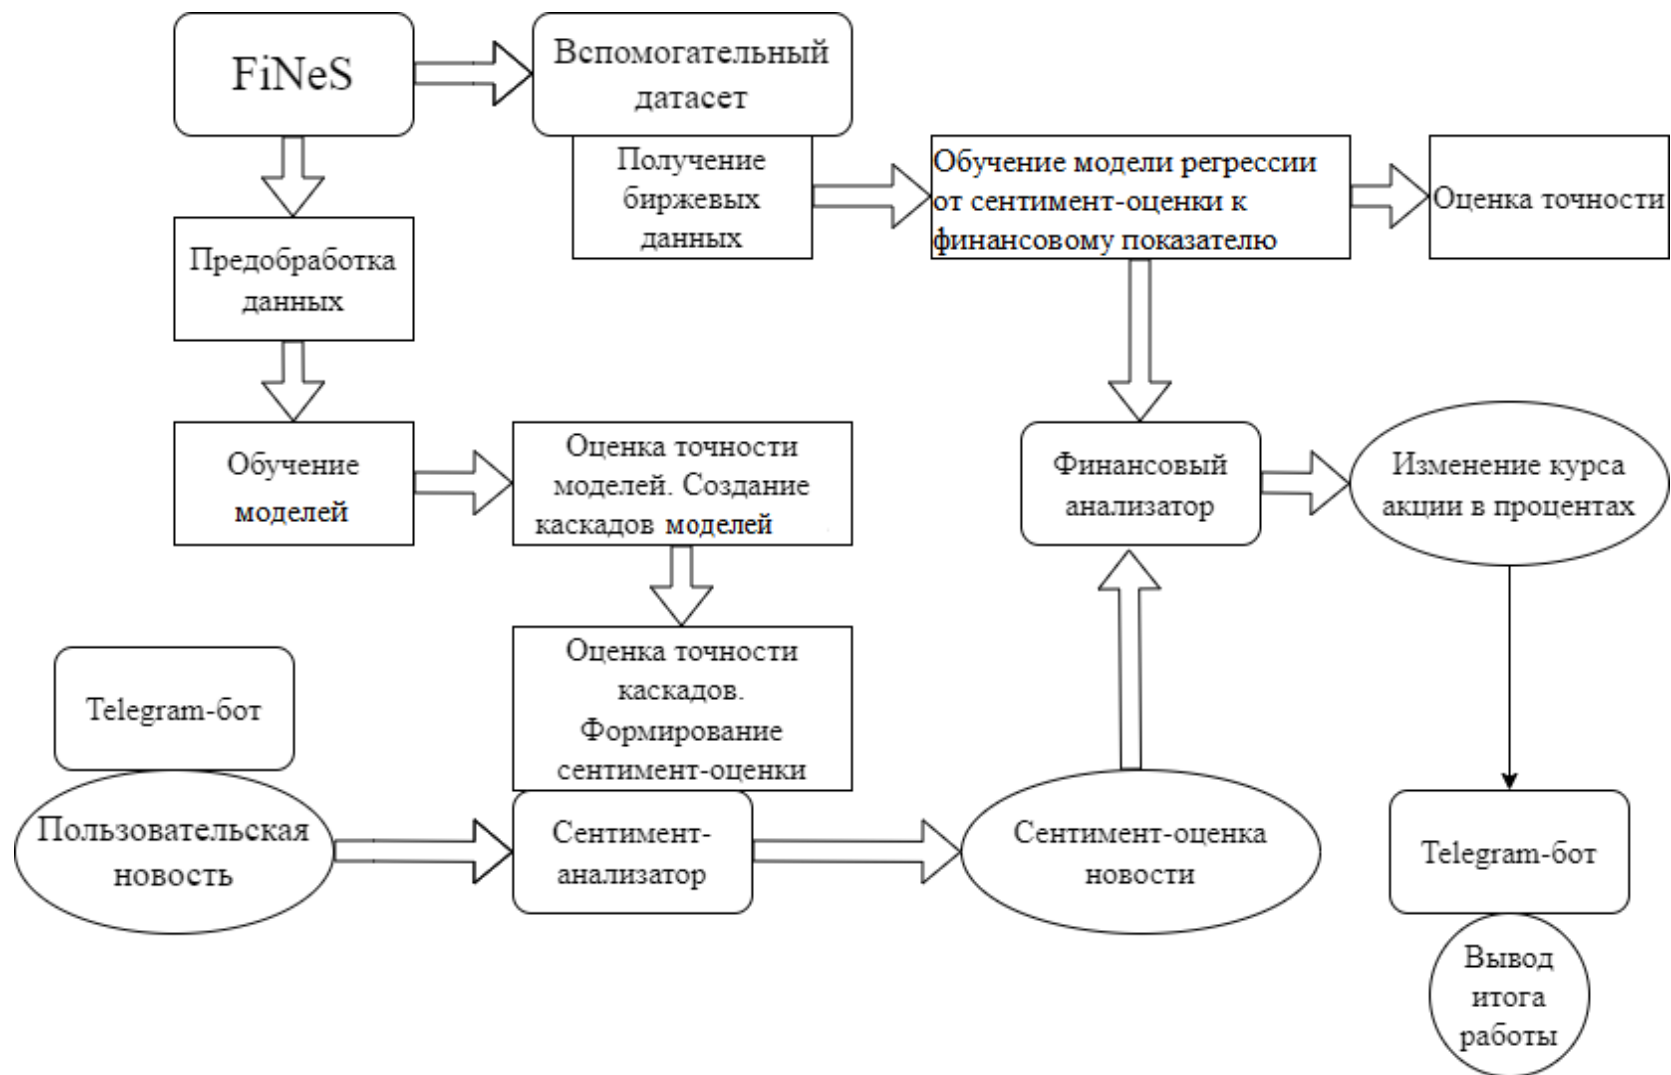 FiNeS
Вспомогательный
датасет
Получение
биржевых
данных
Обучение модели регрессии
от сентимент-оценки к
финансовому показателю
Оценка точности
Предобработка
данных
Обучение
моделей
Оценка точности
моделей. Создание
каскадов моделей
Финансовый
анализатор
Изменение курса
акции в процентах
Оценка точности
каскадов.
Формирование
сентимент-оценки
Telegram-бот
Пользовательская
новость
Сентимент-
анализатор
Сентимент-оценка
новости
Telegram-бот
Вывод
итога
работы